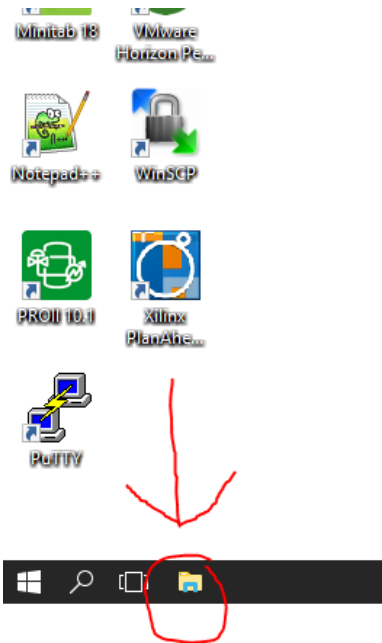 Minitab 18
VMware
Horizon Pe...
Notepad++
WinSCP
PROII 10.1
Xilinx
PlanAhe...
PuTTY